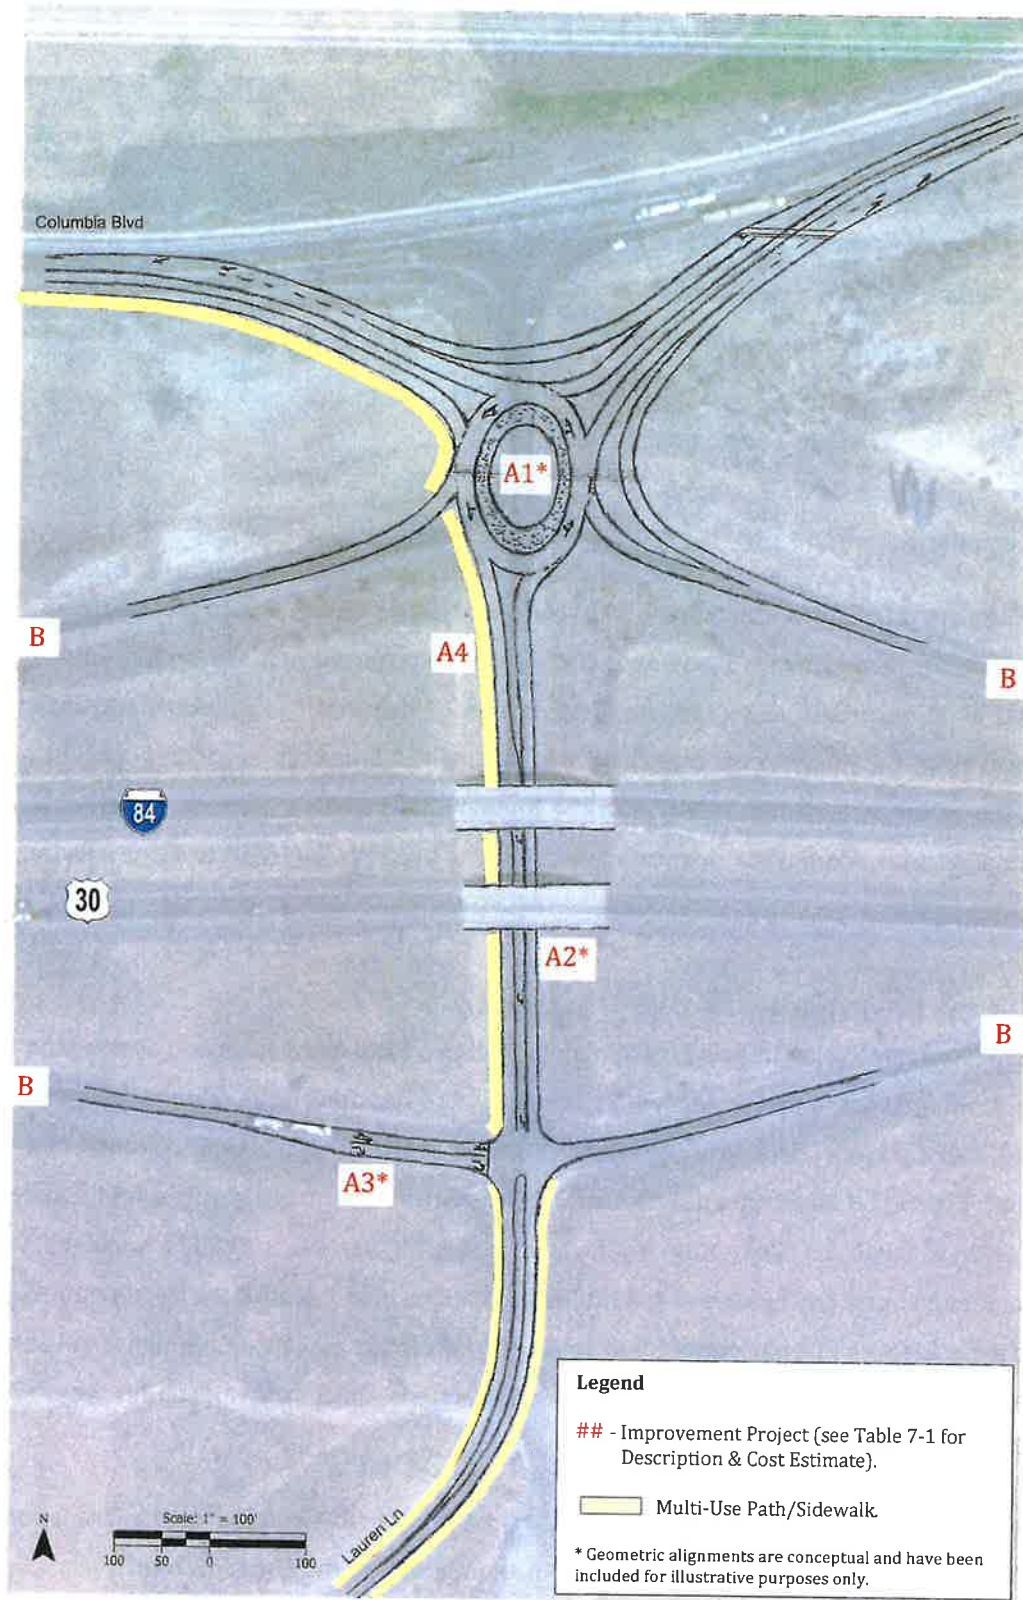 Columbia Blvd
A1*
B
A4
B
84
30
A2*
B
B
A3*
Lauren Ln
N
Scale: 1" = 100'
100 50 0 100
Legend
## - Improvement Project (see Table 7-1 for
Description & Cost Estimate).
Multi-Use Path/Sidewalk
* Geometric alignments are conceptual and have been
included for illustrative purposes only.